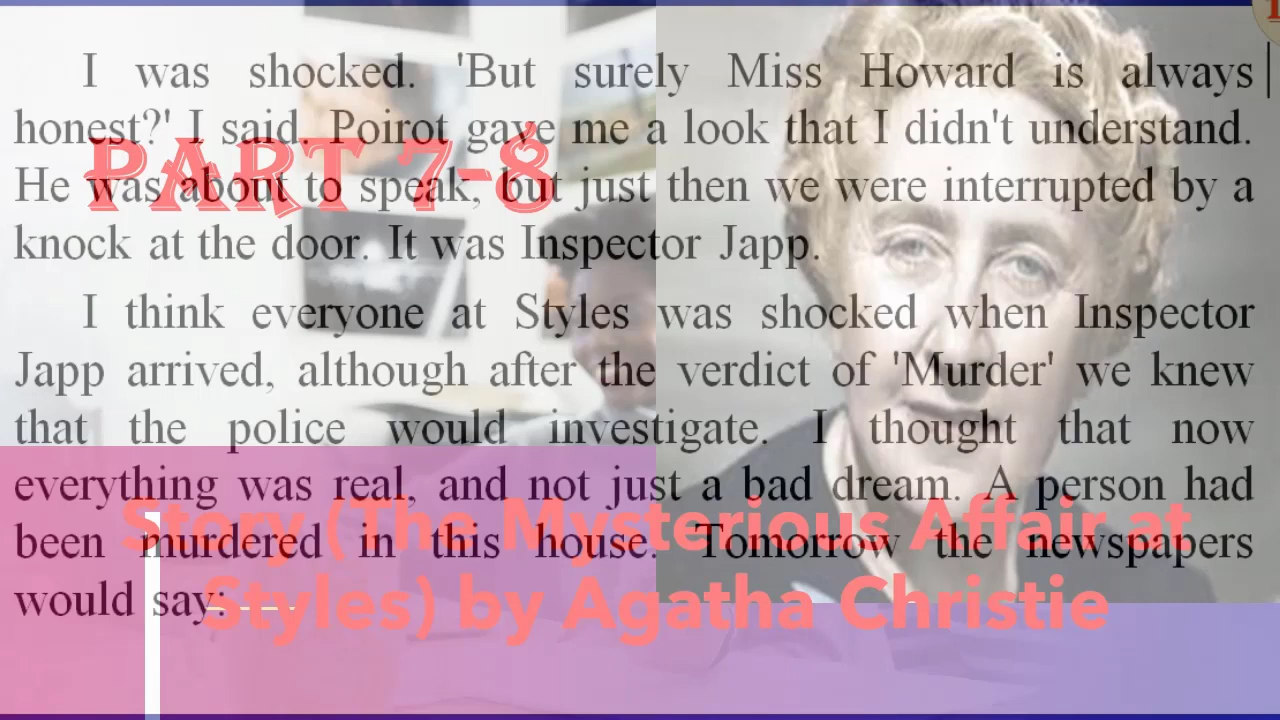 I was shocked. 'But surely Miss Howard is always
honest?' I said. Poirot gave me a look that I didn't understand.
He was about to speak, but just then we were interrupted by a
knock at the door. It was Inspector Japp.
I think everyone at Styles was shocked when Inspector
Japp arrived, although after the verdict of 'Murder' we knew
that the police would investigate. I thought that now
everything was real, and not just a bad dream. A person had
been murdered in this house. Tomorrow the newspapers
would say:
PART 7-8
Story (The Mysterious Affair at
Styles) by Agatha Christie